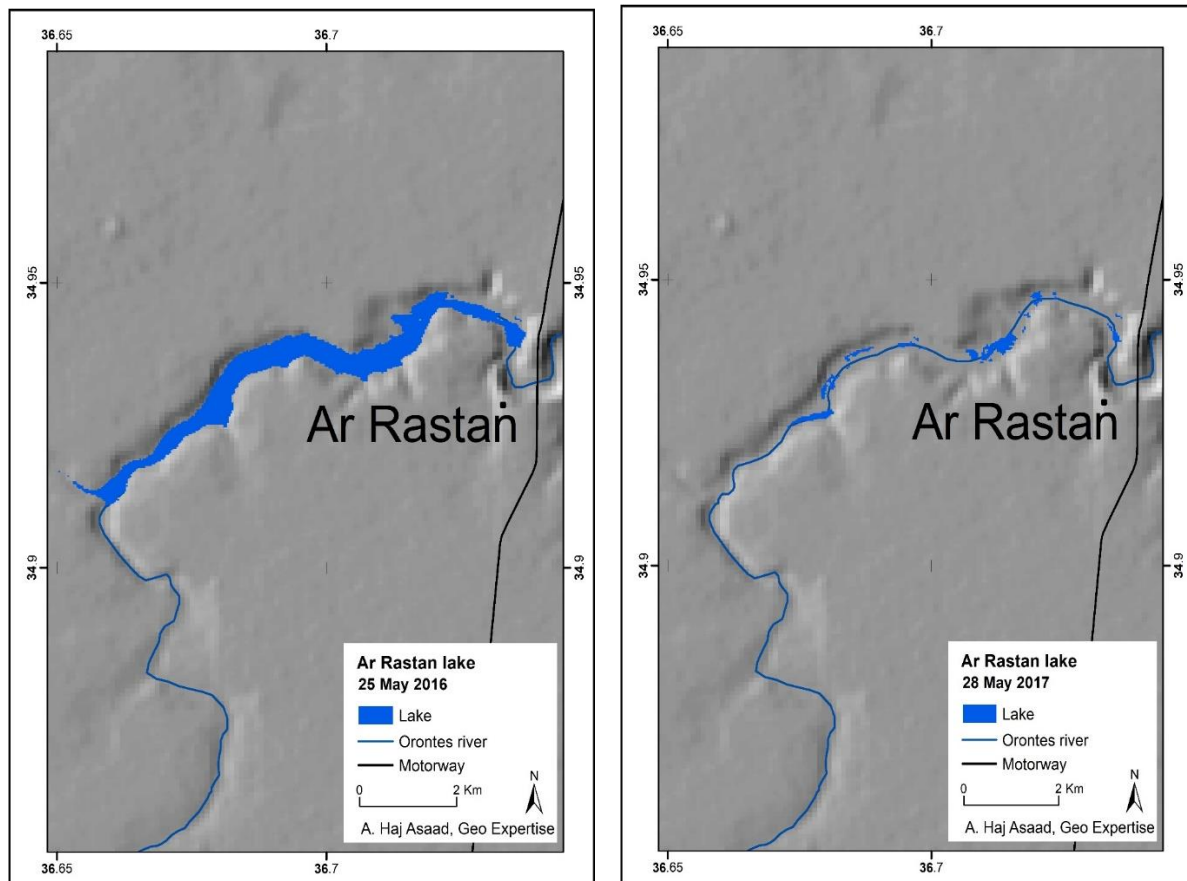 36.65 36.7
34.95 34.95
Ar Rastan
34.9 34.9
Ar Rastan lake
25 May 2016
Lake
Orontes river
Motorway
N
0 2 Km
A. Haj Asaad, Geo Expertise
36.65 36.7
36.65 36.7
34.95 34.95
Ar Rastan
34.9 34.9
Ar Rastan lake
28 May 2017
Lake
Orontes river
Motorway
N
0 2 Km
A. Haj Asaad, Geo Expertise
36.65 36.7